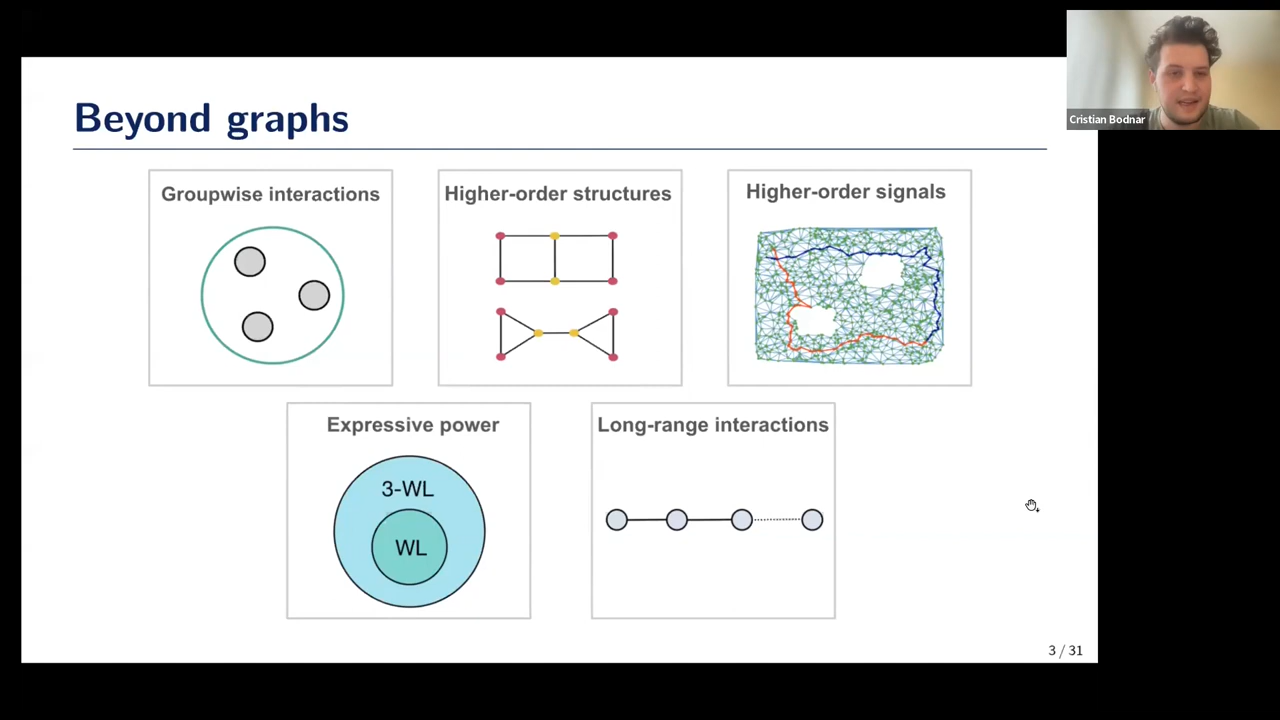 Cristian Bodnar
Beyond graphs
Groupwise interactions
Higher-order structures
Higher-order signals
Expressive power
3-WL
WL
Long-range interactions
3 / 31